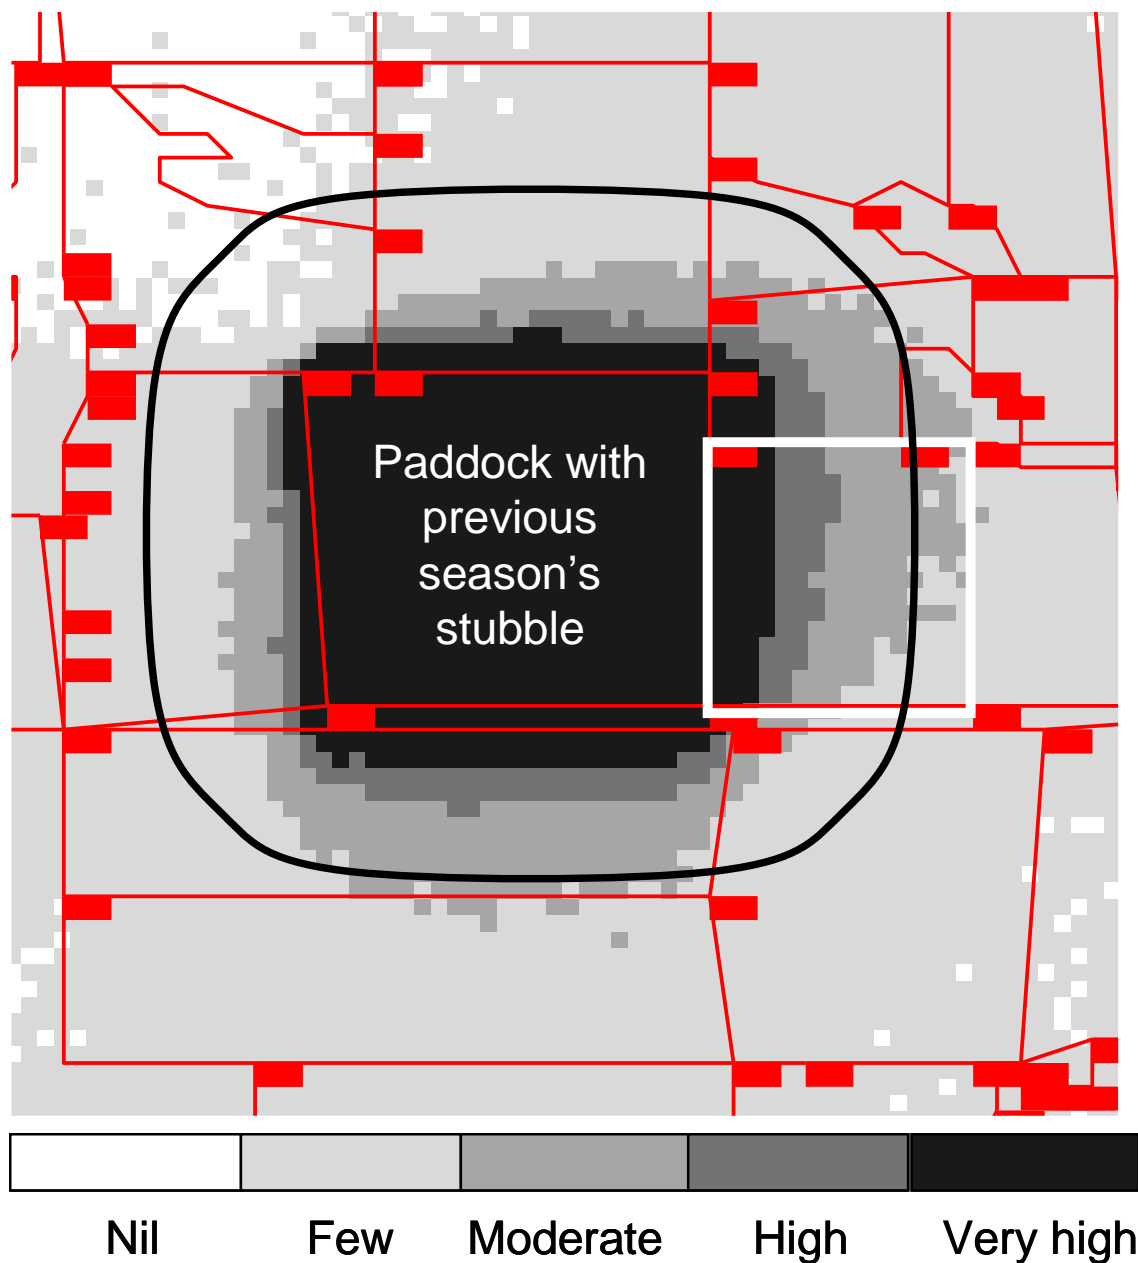 Paddock with
previous
season's
stubble
Nil Few Moderate High Very high